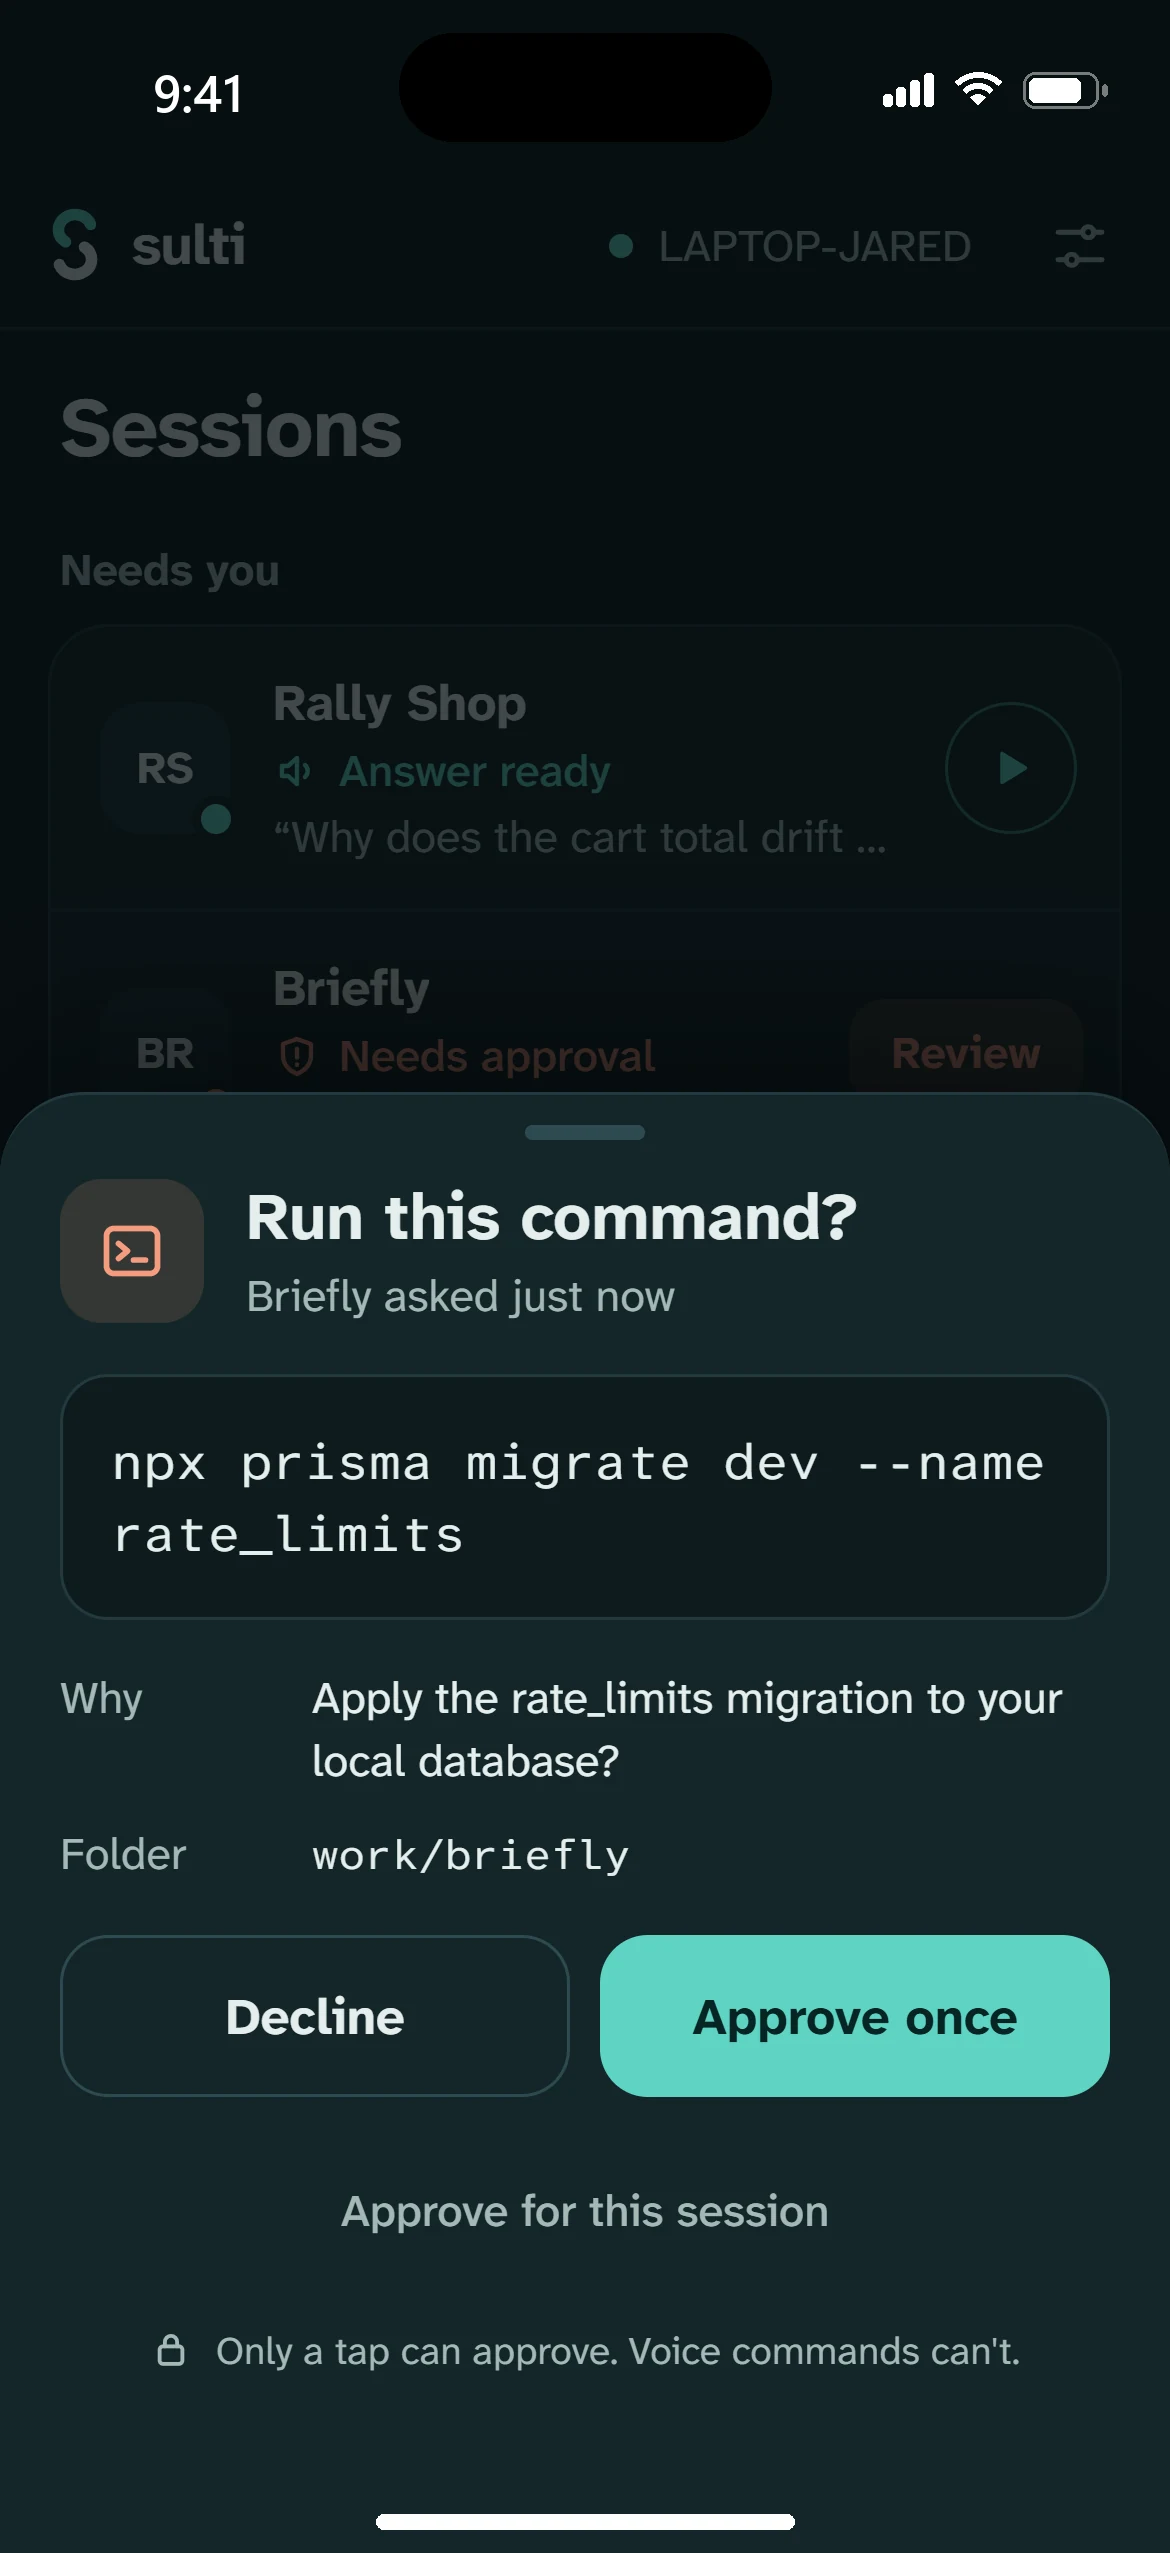 9:41
sulti
LAPTOP-JARED
Sessions
Needs you
RS
Rally Shop
Answer ready
“Why does the cart total drift ...
BR
Briefly
Needs approval
Review
Run this command?
Briefly asked just now
npx prisma migrate dev --name
rate_limits
Why
Apply the rate_limits migration to your
local database?
Folder
work/briefly
Decline
Approve once
Approve for this session
Only a tap can approve. Voice commands can't.